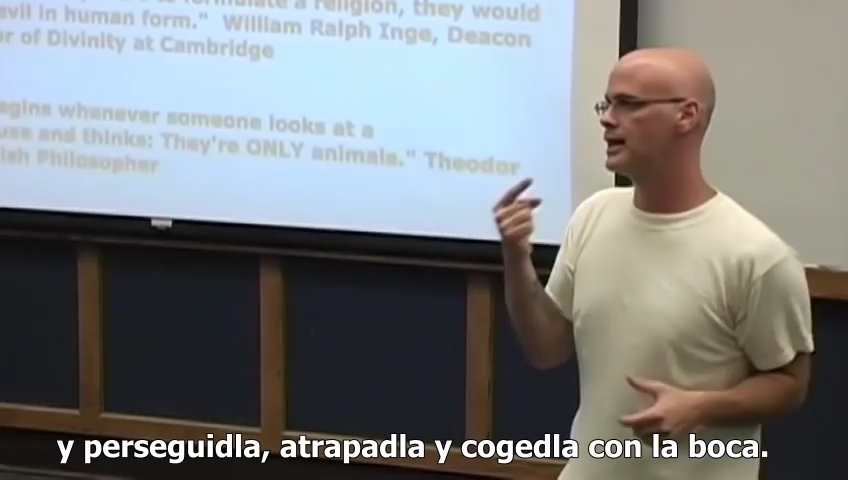 to formulate a religion, they would
evil in human form." William Ralph Inge, Deacon
of Divinity at Cambridge
whenever someone looks at a
and thinks: They're ONLY animals." Theodor
Philosopher
y perseguidla, atrapadla y cogedla con la boca.